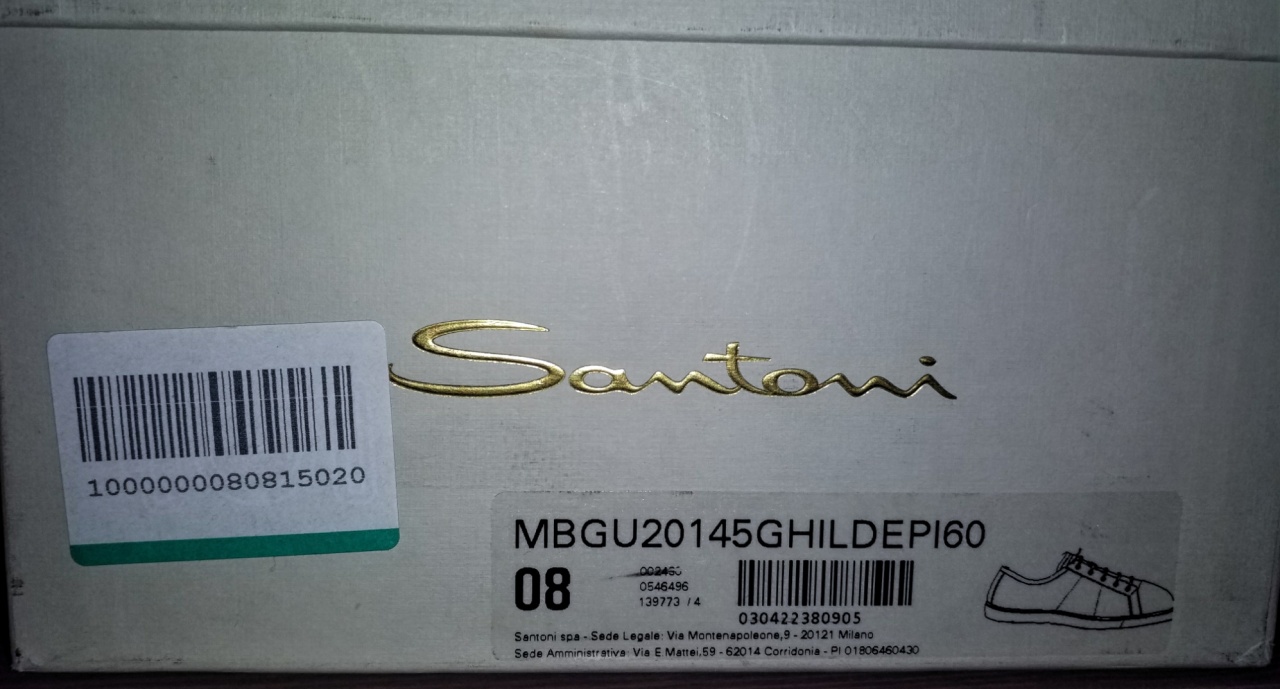 Santoni
1000000080815020
MBGU20145GHILDEPI60
08
0546496
139773 / 4
030422380905
Santoni spa - Sede Legale: Via Montenapoleone,9 - 20121 Milano
Sede Amministrativa: Via E Mattei,59 - 62014 Corridonia - PI 01806460430